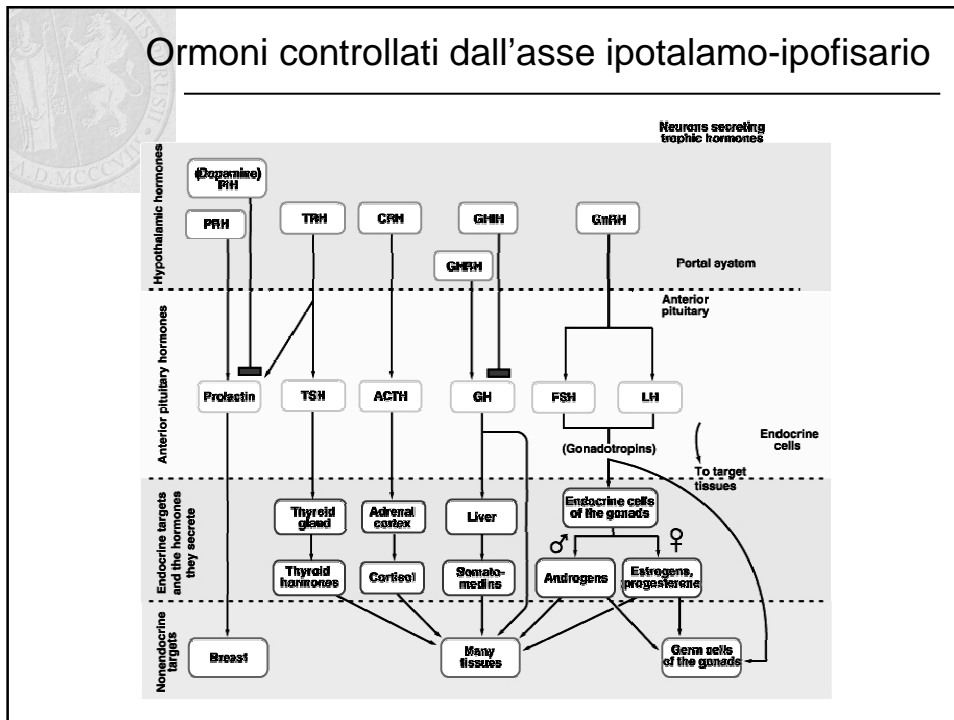 Ormoni controllati dall'asse ipotalamo-ipofisario
A.D. MCCCVIII
Neurons secreting
trophic hormones
Hypothalamic hormones
(Dopamine)
PIH
PRH
TRH
CRH
GHIH
GnRH
GHRH
Portal system
Anterior
pituitary
Anterior pituitary hormones
Prolactin
TSH
ACTH
GH
FSH
LH
(Gonadotropins)
Endocrine
cells
To target
tissues
Endocrine targets
and the hormones
they secrete
Thyroid
gland
Adrenal
cortex
Liver
Endocrine cells
of the gonads
♂
♀
Thyroid
hormones
Cortisol
Somato-
medins
Androgens
Estrogens,
progesterone
Nonendocrine
targets
Breast
Many
tissues
Germ cells
of the gonads